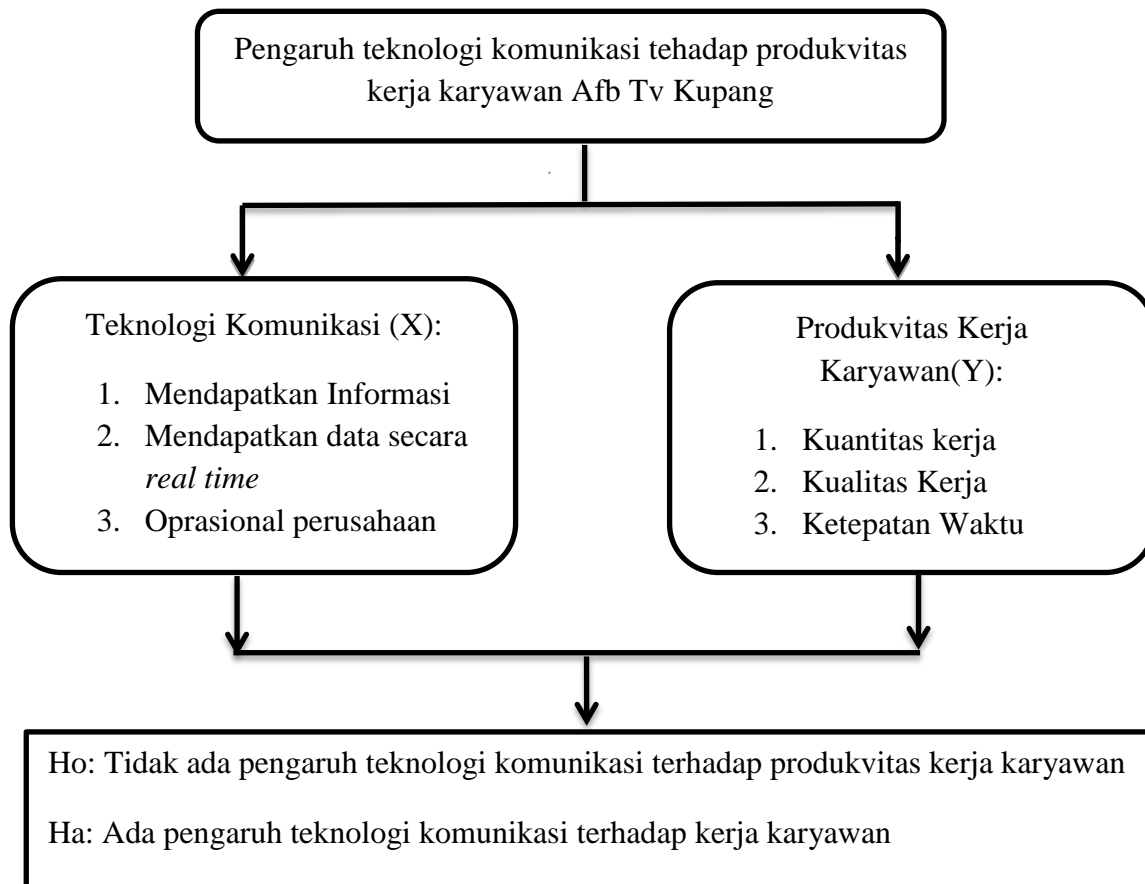 Pengaruh teknologi komunikasi tehadap produkvitas
kerja karyawan Afb Tv Kupang
Teknologi Komunikasi (X):
1. Mendapatkan Informasi
2. Mendapatkan data secara
real time
3. Oprasional perusahaan
Produkvitas Kerja
Karyawan(Y):
1. Kuantitas kerja
2. Kualitas Kerja
3. Ketepatan Waktu
Ho: Tidak ada pengaruh teknologi komunikasi terhadap produkvitas kerja karyawan
Ha: Ada pengaruh teknologi komunikasi terhadap kerja karyawan